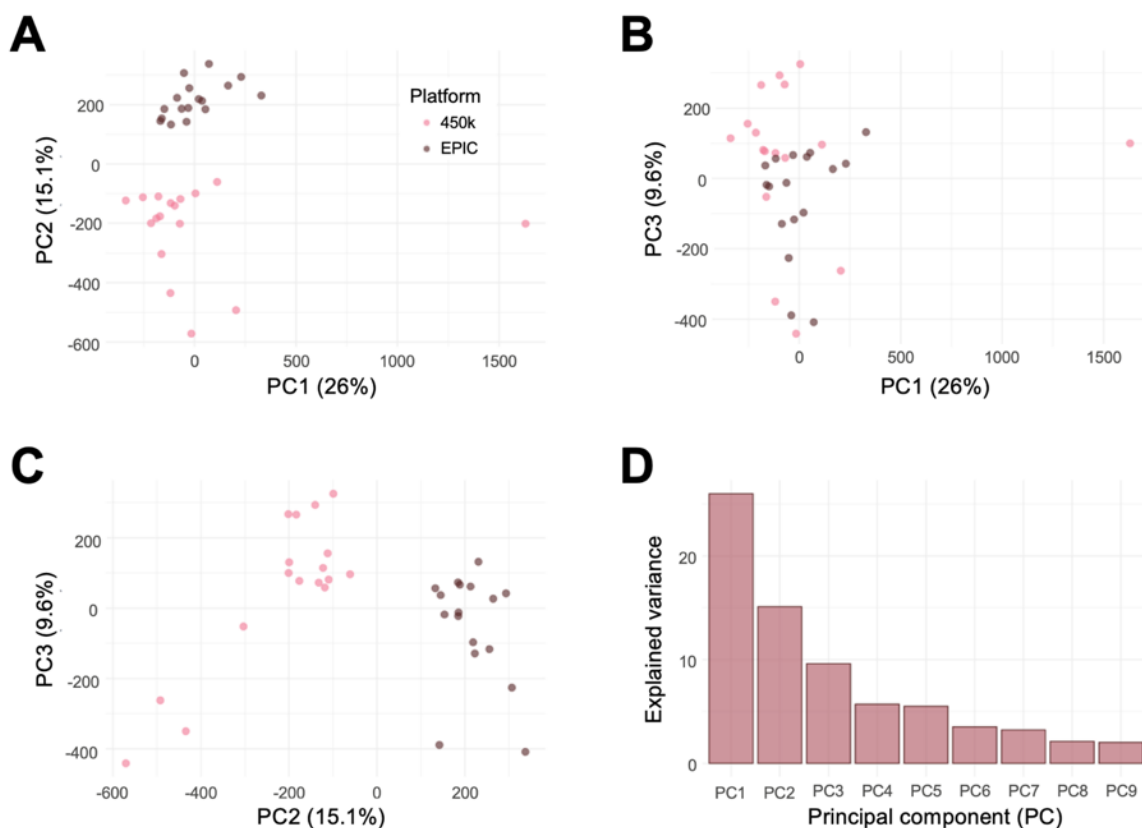 A
PC2 (15.1%)
200
0
-200
-400
-600
0
500
1000
1500
PC1 (26%)
Platform
450k
EPIC
B
PC3 (9.6%)
200
0
-200
-400
0
500
1000
1500
PC1 (26%)
C
PC3 (9.6%)
200
0
-200
-400
-600
-400
-200
0
200
PC2 (15.1%)
D
Explained variance
20
10
0
PC1
PC2
PC3
PC4
PC5
PC6
PC7
PC8
PC9
Principal component (PC)